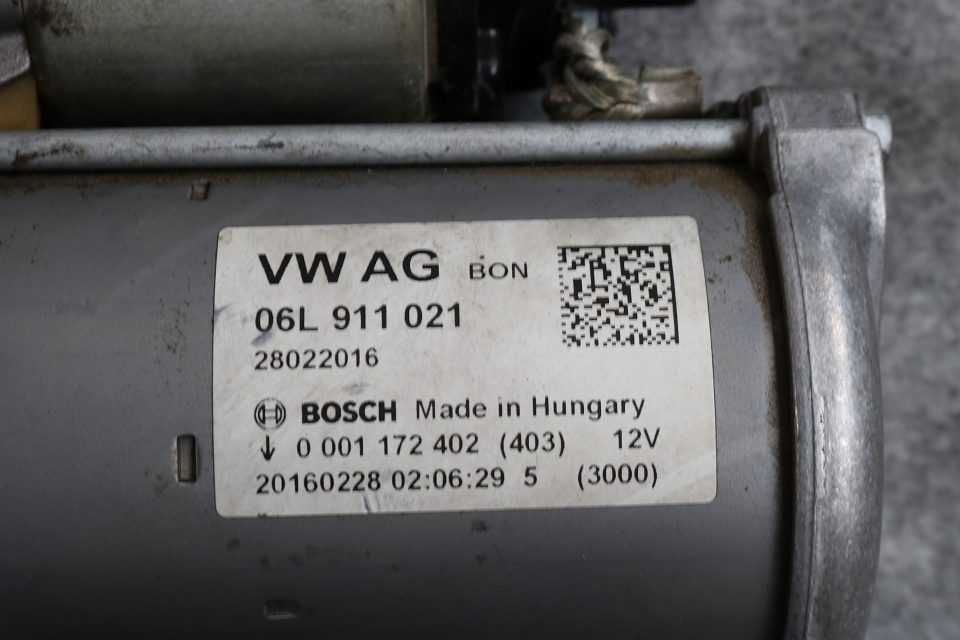 VW AG BON
06L 911 021
28022016
BOSCH Made in Hungary
↓ 0 001 172 402 (403) 12V
20160228 02:06:29 5 (3000)